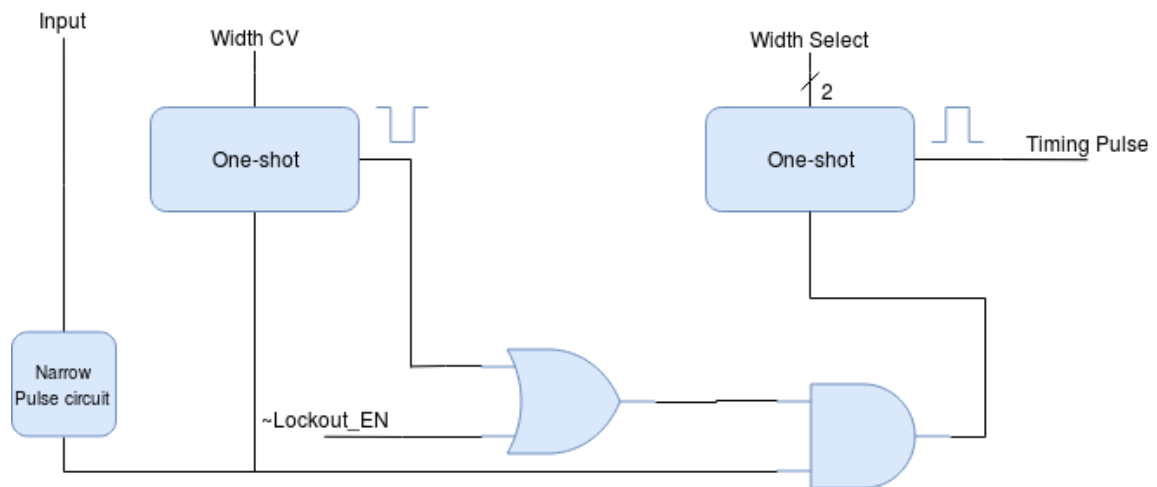 Input
Width CV
Width Select
2
One-shot
One-shot
Timing Pulse
Narrow
Pulse circuit
~Lockout_EN